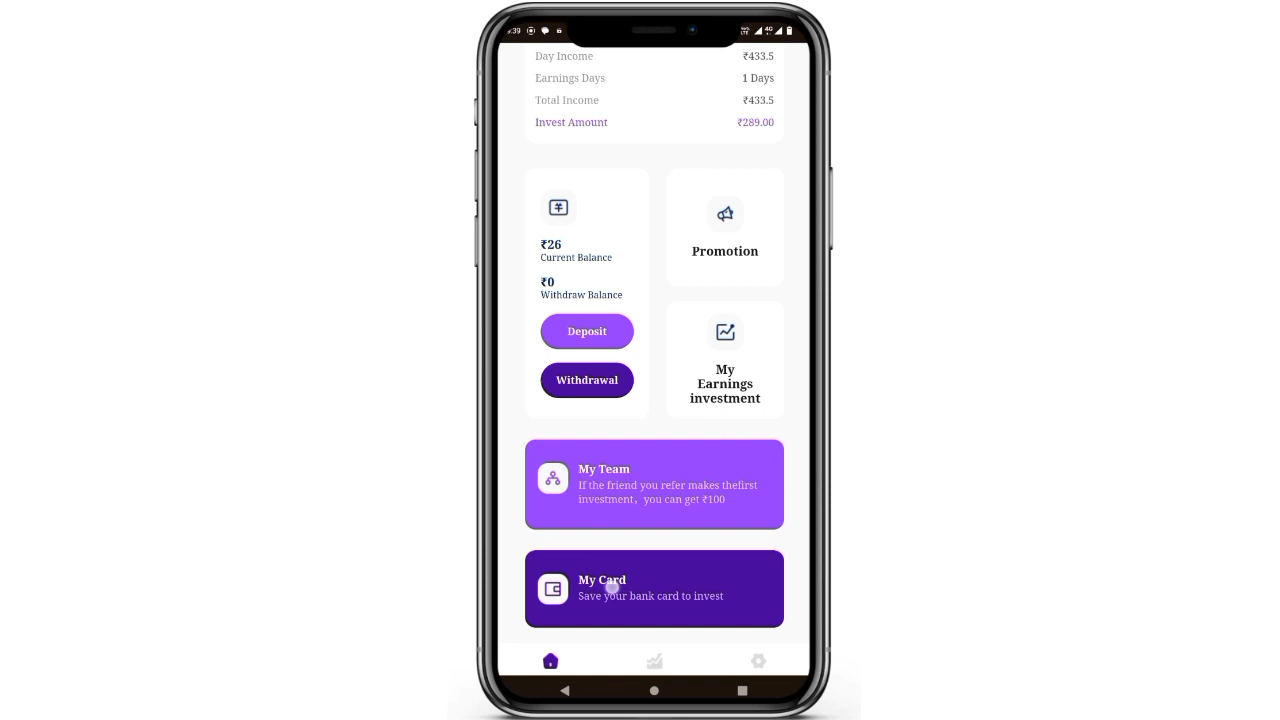 :39
4G
Day Income ₹433.5
Earnings Days 1 Days
Total Income ₹433.5
Invest Amount ₹289.00
₹26
Current Balance
₹0
Withdraw Balance
Deposit
Withdrawal
Promotion
My
Earnings
investment
My Team
If the friend you refer makes thefirst
investment，you can get ₹100
My Card
Save your bank card to invest